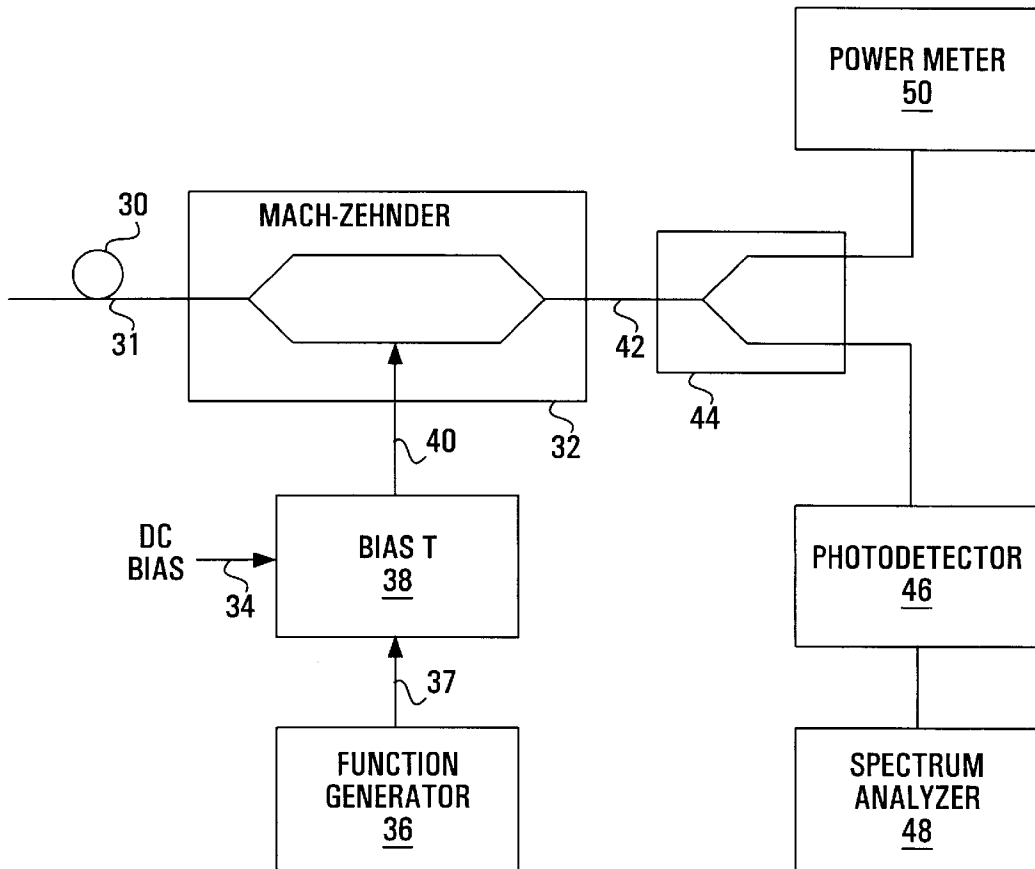 POWER METER
50
MACH-ZEHNDER
30
31
42
44
32
40
DC
BIAS
34
BIAS T
38
PHOTODETECTOR
46
37
FUNCTION
GENERATOR
36
SPECTRUM
ANALYZER
48